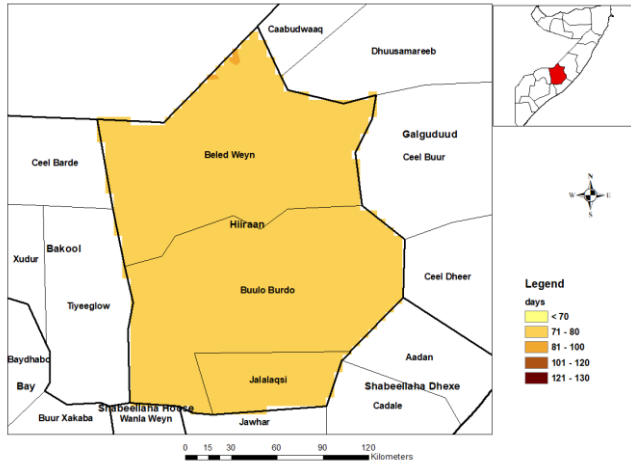 Caabudwaaq
Dhuusamareeb
Galguduud
Ceel Buur
Beled Weyn
Ceel Barde
Hiiraan
Bakool
Xudur
Tiyeeglow
Buulo Burdo
Ceel Dheer
Baydhabo
Bay
Jalalaqsi
Aadan
Shabeellaha Dhexe
Cadale
Shabeellaha Hoose
Buur Xakaba
Wanla Weyn
Jawhar
N
W
E
S
Legend
days
< 70
71 - 80
81 - 100
101 - 120
121 - 130
0 15 30 60 90 120
Kilometers